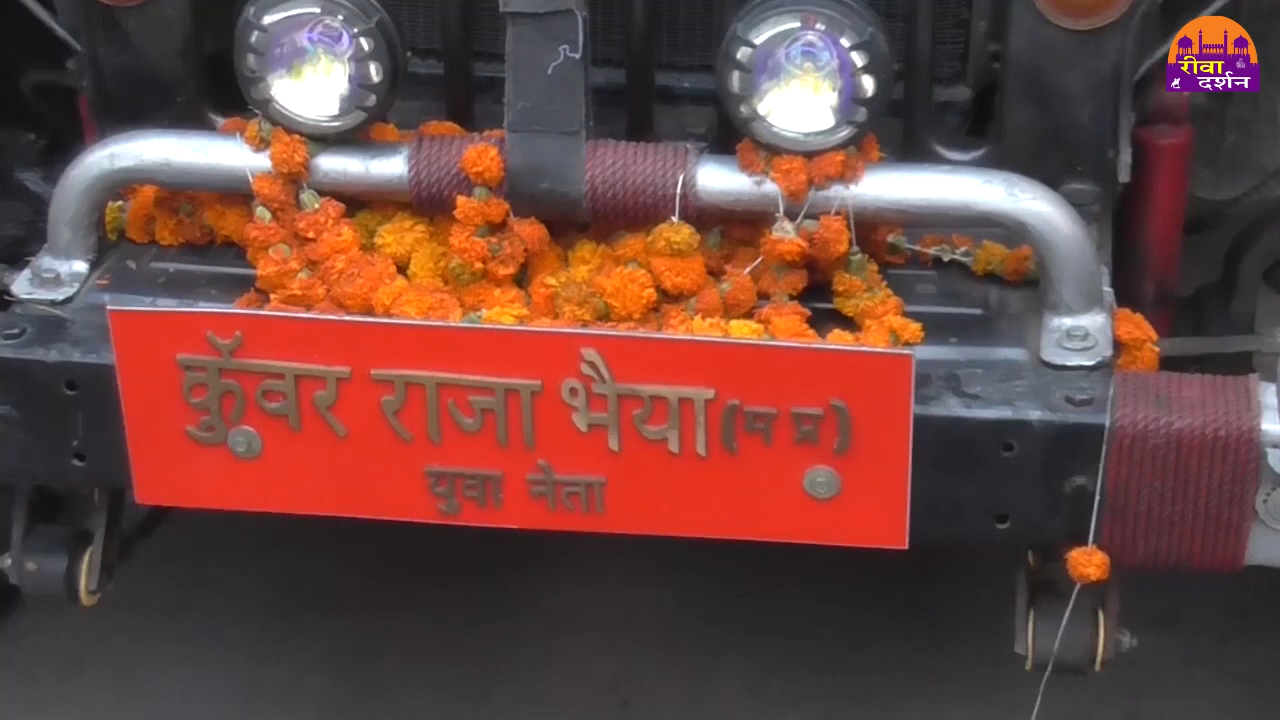 रीवा
दर्शन
कुँवर राजा भैया (म प्र)
युवा नेता